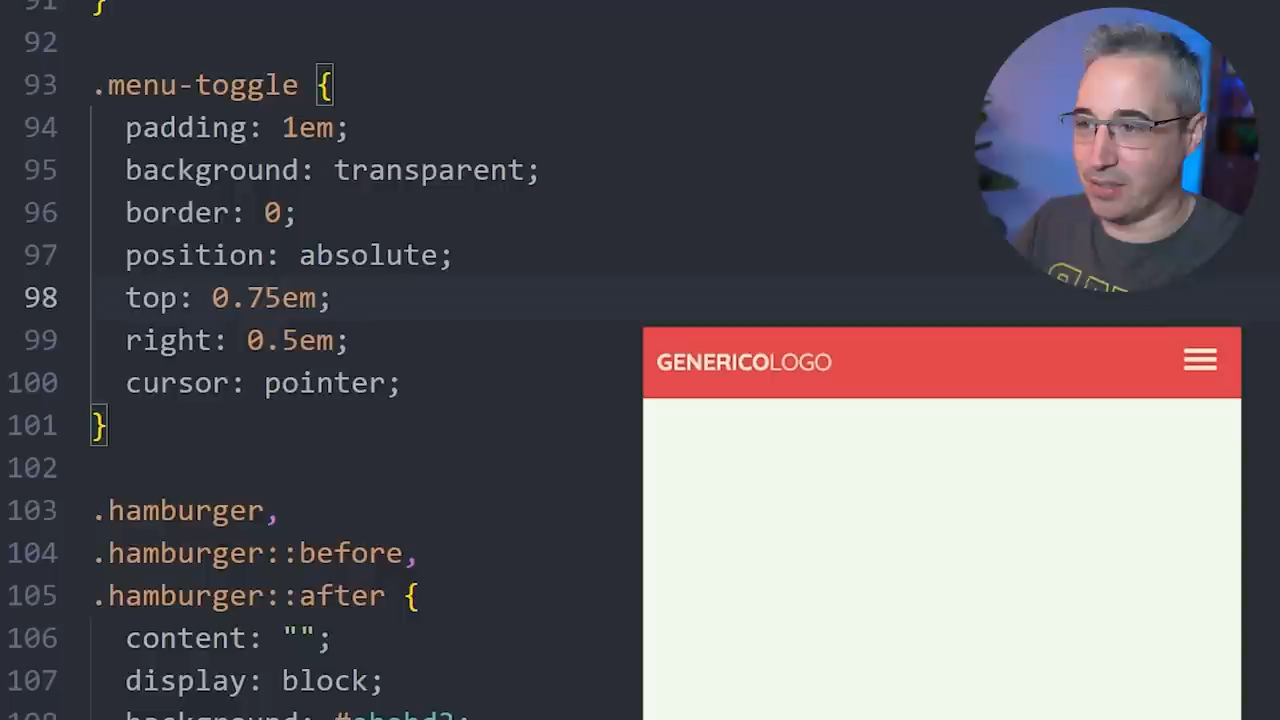 91 }
92
93 .menu-toggle {
94 padding: 1em;
95 background: transparent;
96 border: 0;
97 position: absolute;
98 top: 0.75em;
99 right: 0.5em;
100 cursor: pointer;
101 }
102
103 .hamburger,
104 .hamburger::before,
105 .hamburger::after {
106 content: "";
107 display: block;
GENERICOLOGO